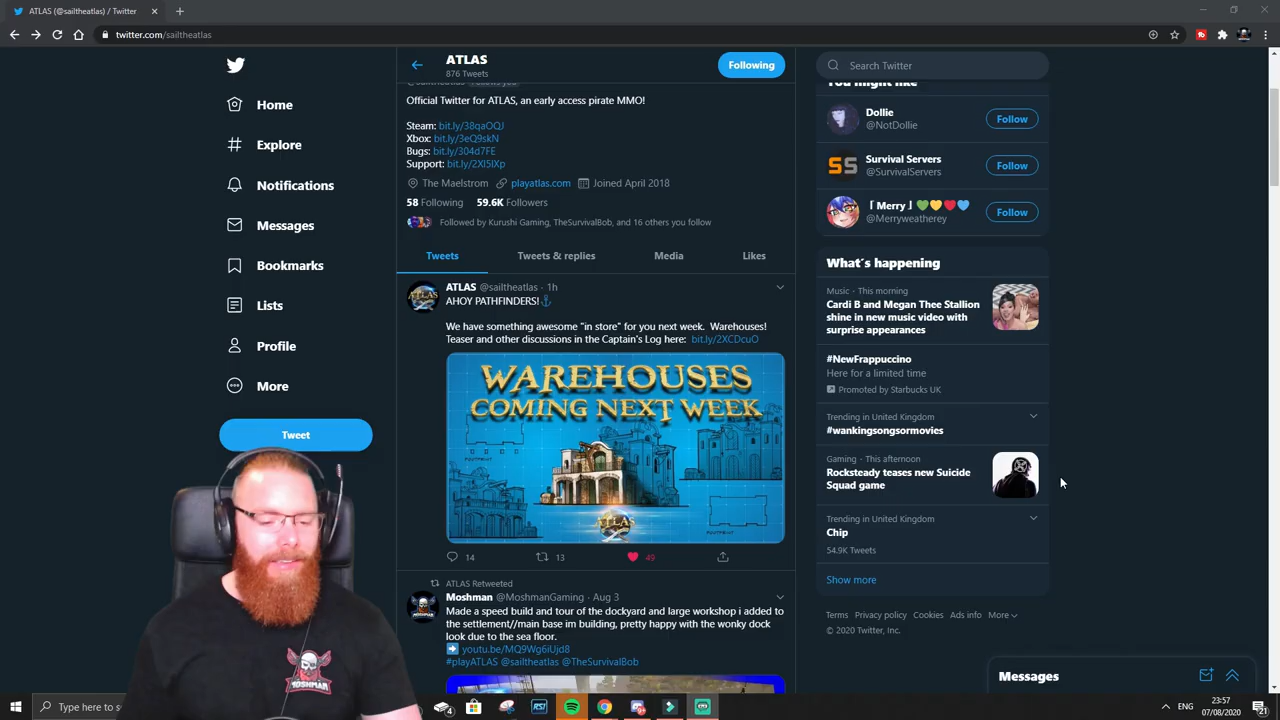 ATLAS (@sailtheatlas) / Twitter
twitter.com/sailtheatlas
ATLAS
876 Tweets
Following
Search Twitter
Home
Explore
Notifications
Messages
Bookmarks
Lists
Profile
More
Tweet
Official Twitter for ATLAS, an early access pirate MMO!
Steam: bit.ly/38qaOQJ
Xbox: bit.ly/3eQ9skN
Bugs: bit.ly/304d7FE
Support: bit.ly/2XI5IXp
The Maelstrom playatlas.com Joined April 2018
58 Following 59.6K Followers
Followed by Kurushi Gaming, TheSurvivalBob, and 16 others you follow
Tweets Tweets & replies Media Likes
ATLAS @sailtheatlas · 1h
AHOY PATHFINDERS!
We have something awesome "in store" for you next week. Warehouses!
Teaser and other discussions in the Captain's Log here: bit.ly/2XCDcuO
WAREHOUSES
COMING NEXT WEEK
ATLAS
14 13 49
ATLAS Retweeted
Moshman @MoshmanGaming · Aug 3
Made a speed build and tour of the dockyard and large workshop i added to
the settlement//main base im building, pretty happy with the wonky dock
look due to the sea floor.
youtu.be/MQ9Wg6iUjd8
#playATLAS @sailtheatlas @TheSurvivalBob
You might like
Dollie
@NotDollie
Follow
Survival Servers
@SurvivalServers
Follow
「 Merry 」
@Merryweatherey
Follow
What's happening
Music · This morning
Cardi B and Megan Thee Stallion
shine in new music video with
surprise appearances
#NewFrappuccino
Here for a limited time
Promoted by Starbucks UK
Trending in United Kingdom
#wankingsongsormovies
Gaming · This afternoon
Rocksteady teases new Suicide
Squad game
Trending in United Kingdom
Chip
54.9K Tweets
Show more
Terms Privacy policy Cookies Ads info More
© 2020 Twitter, Inc.
Messages
MOSHMAN
Type here to s
RSI
ENG
23:57
07/08/2020